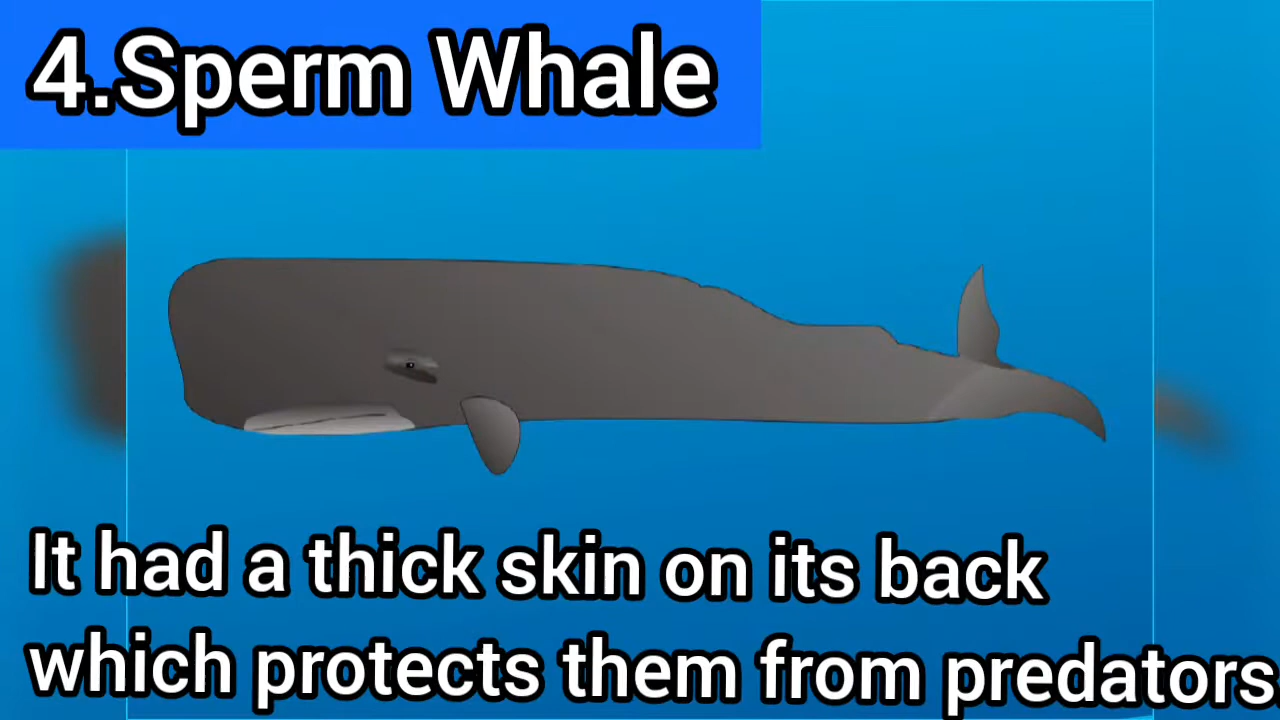 4.Sperm Whale
It had a thick skin on its back
which protects them from predators